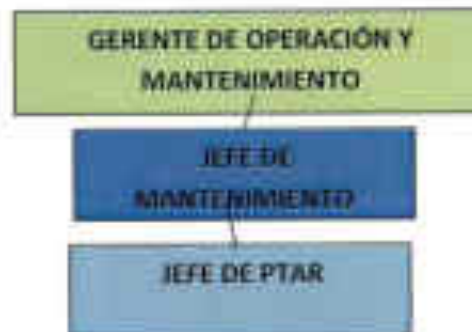 GERENTE DE OPERACIÓN Y
MANTENIMIENTO
JEFE DE
MANTENIMIENTO
JEFE DE PTAR